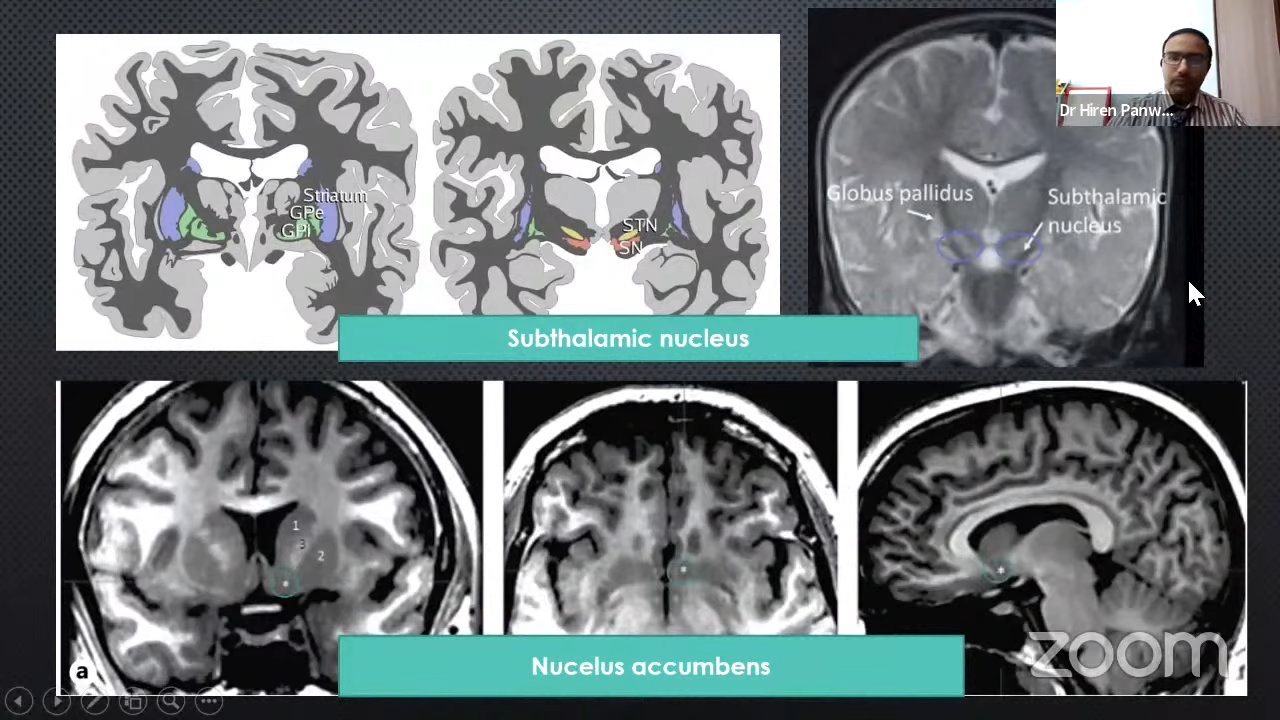 Striatum
GPe
GPi
STN
SN
Globus pallidus
Subthalamic
nucleus
Dr Hiren Panw...
Subthalamic nucleus
1
3
2
*
*
*
a
Nucelus accumbens
zoom